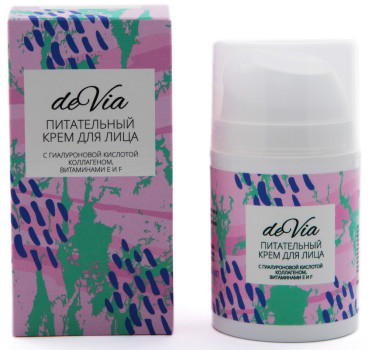 deVia
ПИТАТЕЛЬНЫЙ
КРЕМ ДЛЯ ЛИЦА
С ГИАЛУРОНОВОЙ КИСЛОТОЙ
КОЛЛАГЕНОМ,
ВИТАМИНАМИ Е И F
deVia
ПИТАТЕЛЬНЫЙ
КРЕМ ДЛЯ ЛИЦА
С ГИАЛУРОНОВОЙ КИСЛОТОЙ
КОЛЛАГЕНОМ,
ВИТАМИНАМИ Е И F